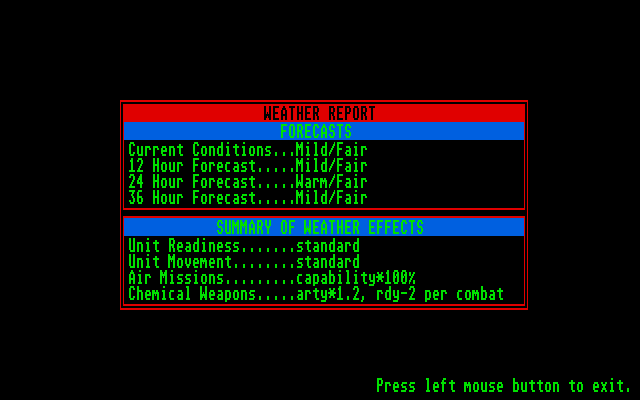 WEATHER REPORT
FORECASTS
Current Conditions...Mild/Fair
12 Hour Forecast.....Mild/Fair
24 Hour Forecast.....Warm/Fair
36 Hour Forecast.....Mild/Fair
SUMMARY OF WEATHER EFFECTS
Unit Readiness.......standard
Unit Movement........standard
Air Missions.........capability*100%
Chemical Weapons.....arty*1.2, rdy-2 per combat
Press left mouse button to exit.